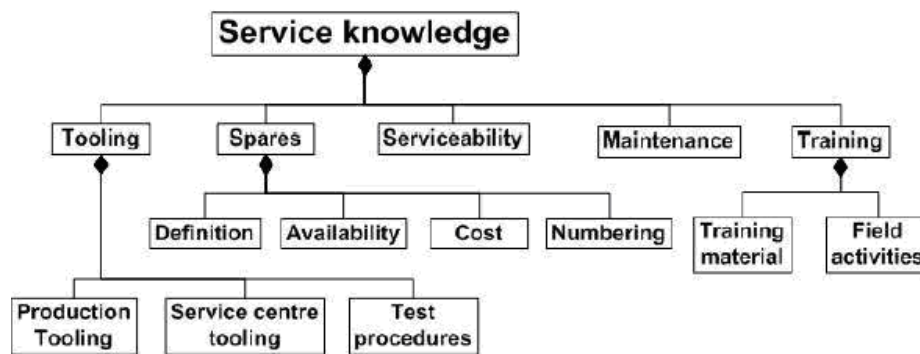 Service knowledge
Tooling
Spares
Serviceability
Maintenance
Training
Definition
Availability
Cost
Numbering
Training
material
Field
activities
Production
Tooling
Service centre
tooling
Test
procedures